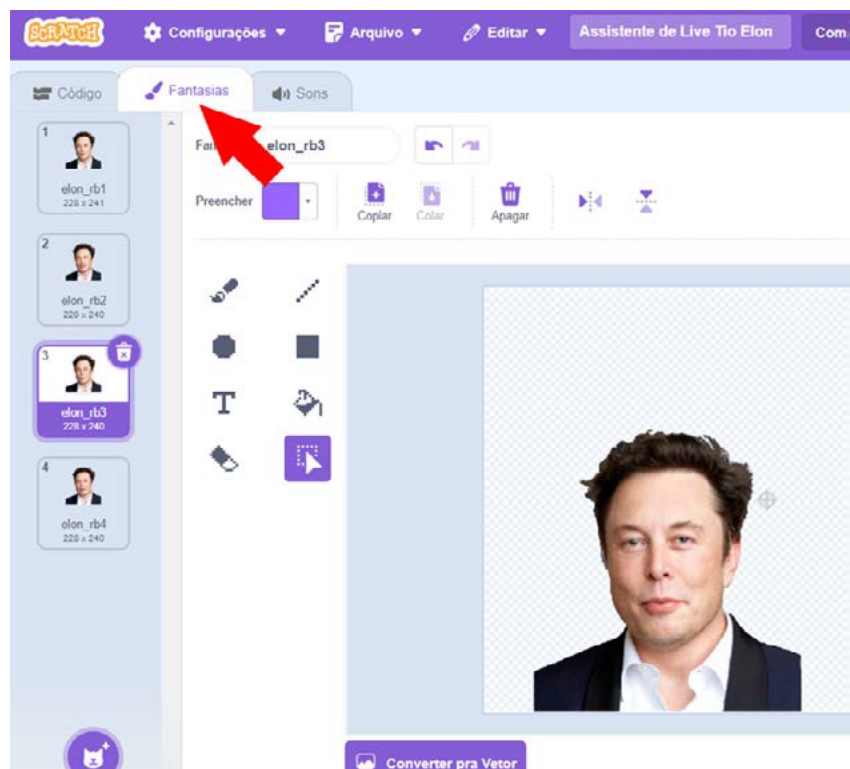 SCRATCH Configurações Arquivo Editar Assistente de Live Tio Elon Com
Código Fantasias Sons
1
elon_rb1
228 x 241
2
elon_rb2
228 x 240
3
elon_rb3
228 x 240
4
elon_rb4
228 x 240
elon_rb3
Preencher Copiar Colar Apagar
T
Converter pra Vetor